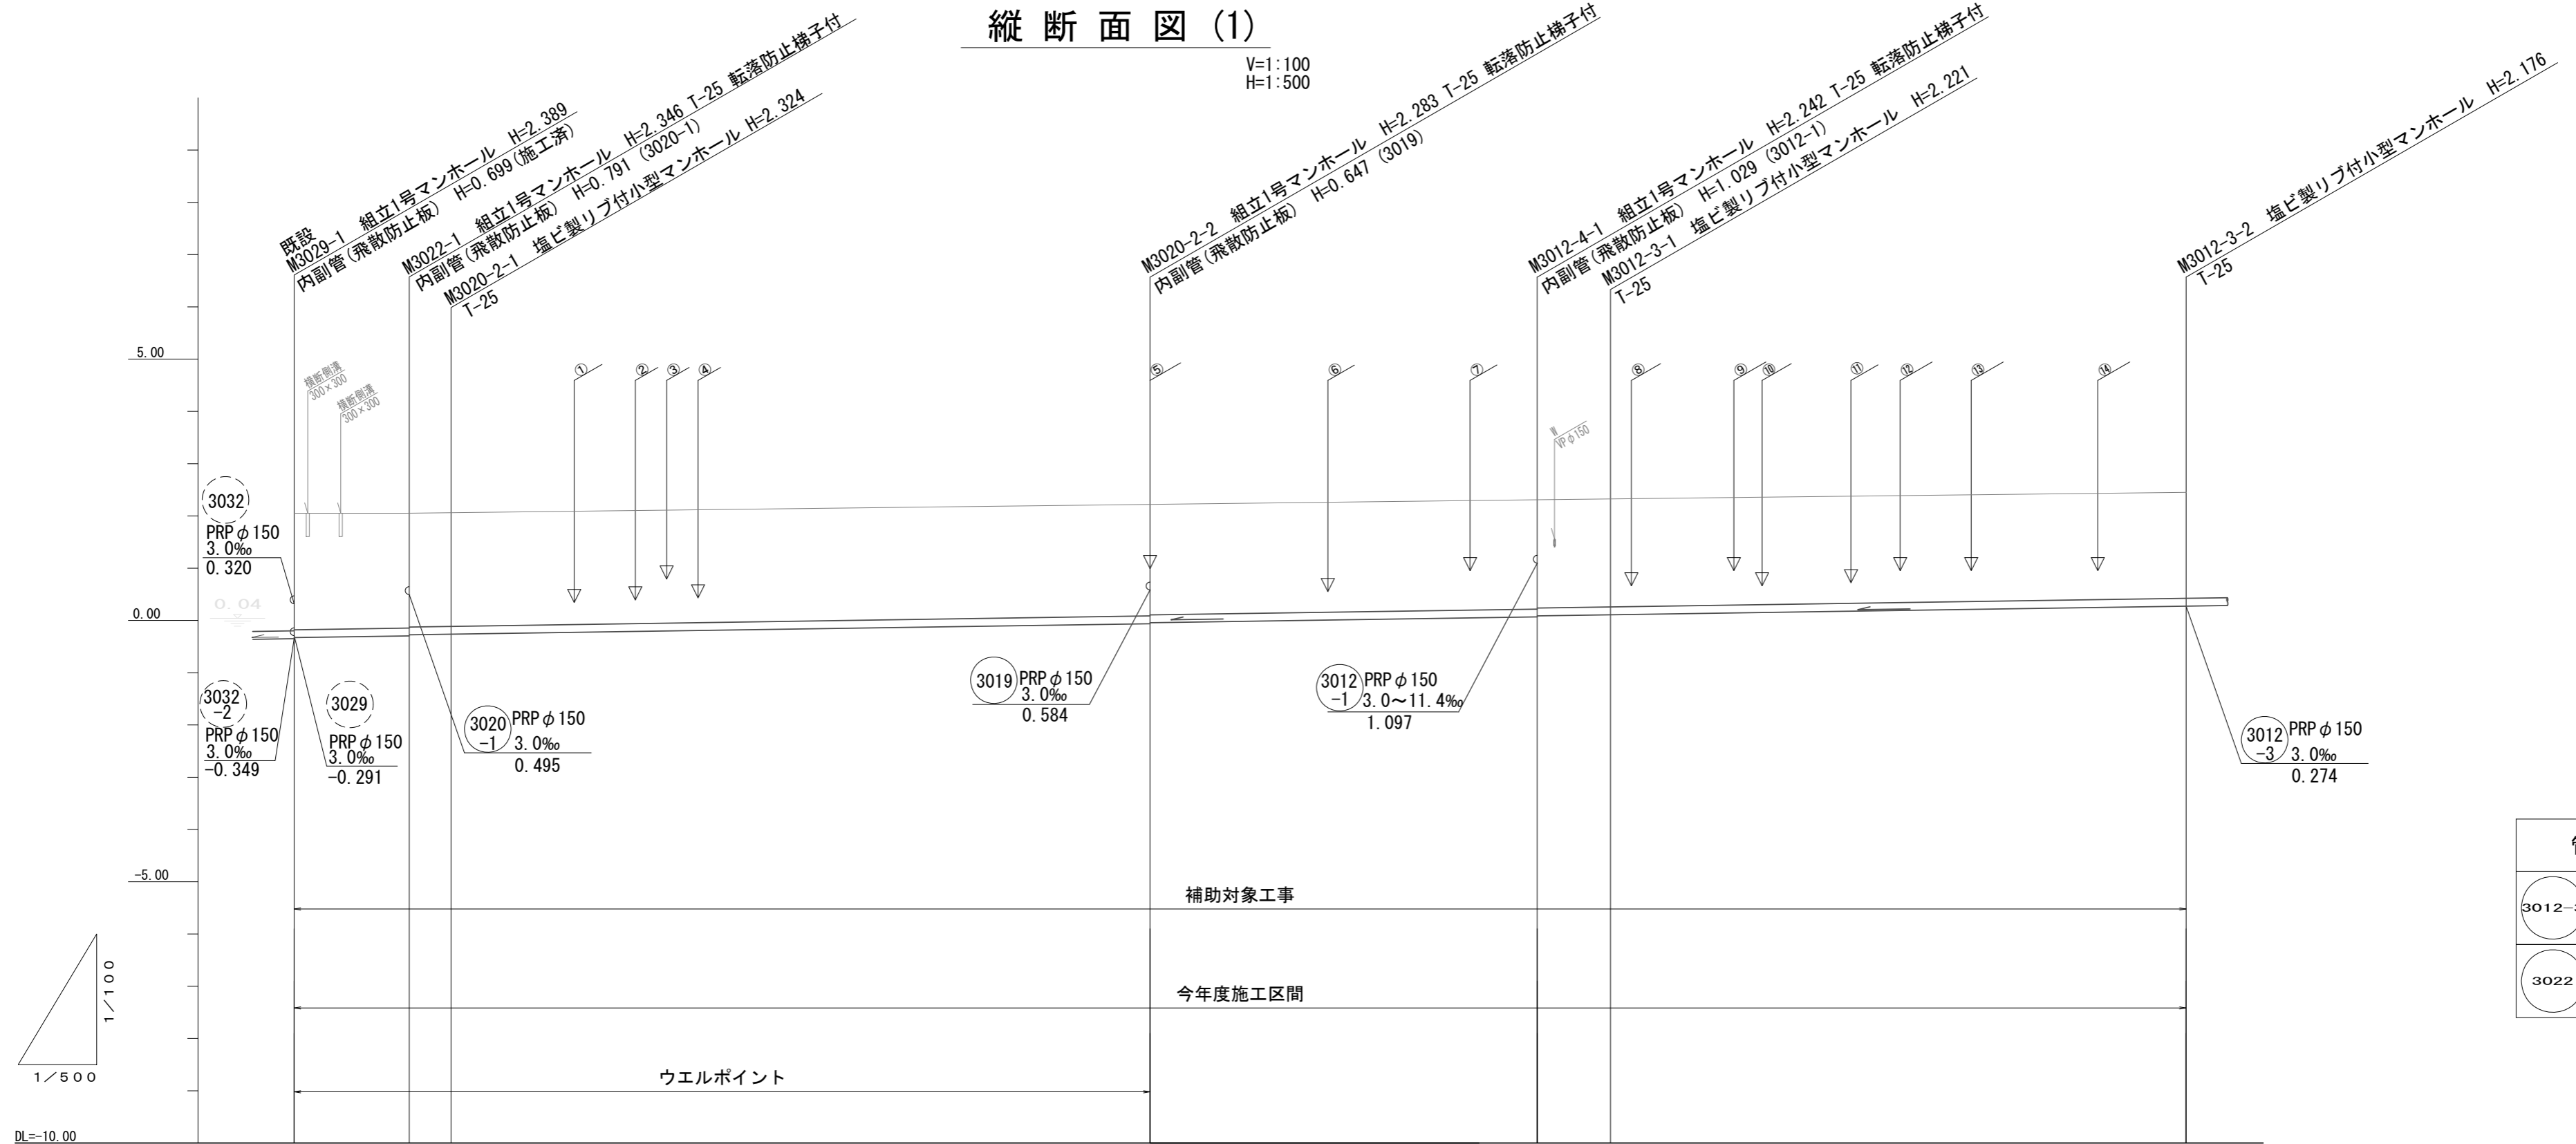 縦断面図(1)
V=1:100
H=1:500
既設
M3029-1 組立1号マンホール H=2.389
内副管(飛散防止板) H=0.699(施工済)
M3022-1 組立1号マンホール H=2.346 T-25 転落防止梯子付
内副管(飛散防止板) H=0.791 (3020-1)
M3020-2-1 塩ビ製リブ付小型マンホール H=2.324
T-25
M3020-2-2 組立1号マンホール H=2.283 T-25 転落防止梯子付
内副管(飛散防止板) H=0.647 (3019)
M3012-4-1 組立1号マンホール H=2.242 T-25 転落防止梯子付
内副管(飛散防止板) H=1.029 (3012-1)
M3012-3-1 塩ビ製リブ付小型マンホール H=2.221
T-25
M3012-3-2 塩ビ製リブ付小型マンホール H=2.176
T-25
5.00
横断側溝
300×300
横断側溝
300×300
① ② ③ ④ ⑤ ⑥ ⑦ ⑧ ⑨ ⑩ ⑪ ⑫ ⑬ ⑭
W
VPφ150
3032
PRPφ150
3.0‰
0.320
0.04
0.00
3032
-2
PRPφ150
3.0‰
-0.349
3029
PRPφ150
3.0‰
-0.291
3020
-1
PRPφ150
3.0‰
0.495
3019
PRPφ150
3.0‰
0.584
3012
-1
PRPφ150
3.0～11.4‰
1.097
3012
-3
PRPφ150
3.0‰
0.274
-5.00
補助対象工事
今年度施工区間
ウエルポイント
1/100
1/500
DL=-10.00
3022